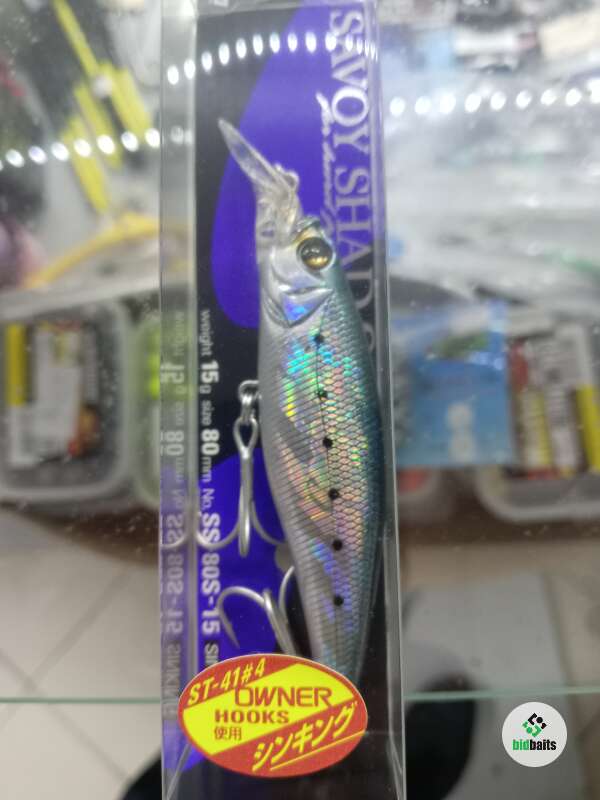 SAVOY SHAD
weight 15g size 80mm No. SS 80S-15 SIN
ST-41#4
OWNER
HOOKS
使用
シンキング
bidbaits